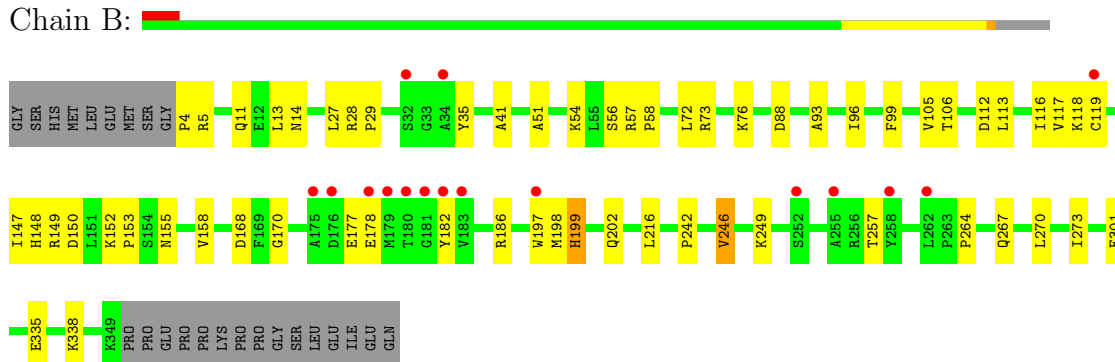 Chain B:
GLY SER HIS MET LEU GLU MET SER GLY P4 R5 Q11 E12 L13 N14 L27 R28 P29 S32 G33 A34 Y35 A41 A51 K54 L55 S56 R57 P58 L72 R73 K76 D88 A93 I96 F99 V105 T106 D112 L113 I116 V117 K118 C119
I147 H148 R149 D150 L151 K152 P153 S154 N155 V158 D168 F169 G170 A175 D176 E177 E178 M179 T180 G181 Y182 V183 R186 W197 M198 H199 Q202 L216 P242 V246 K249 S252 A255 R256 T257 Y258 L262 P263 P264 Q267 L270 I273
E335 K338 K349 PRO PRO GLU PRO PRO LYS PRO PRO GLY SER LEU GLU ILE GLU GLN